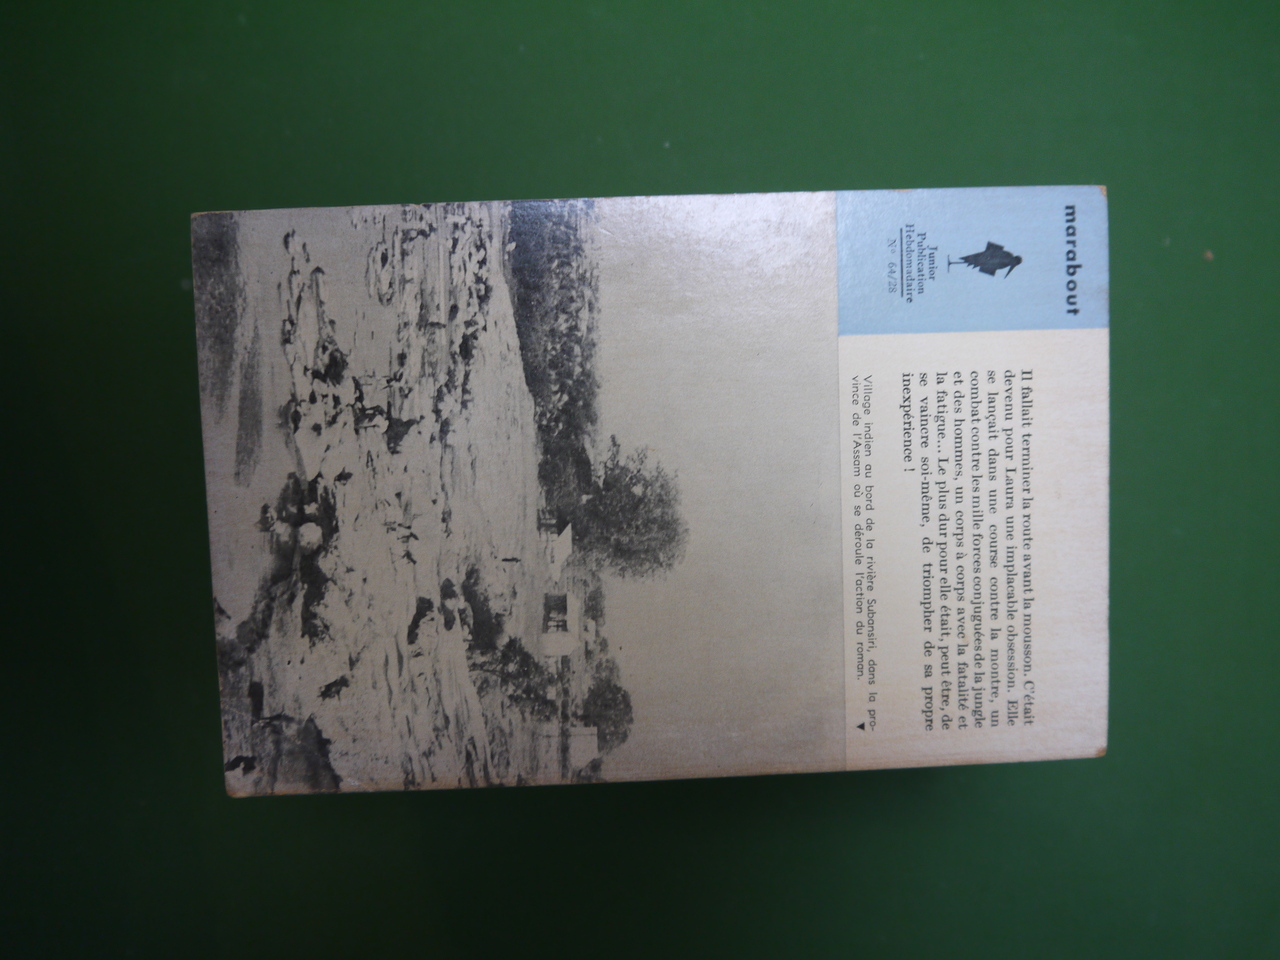 marabout
Junior
Publication
Hebdomadaire
N° 64/28
Il fallait terminer la route avant la mousson. C'était
devenu pour Laura une implacable obsession. Elle
se lançait dans une course contre la montre, un
combat contre les mille forces conjuguées de la jungle
et des hommes, un corps à corps avec la fatalité et
la fatigue... Le plus dur pour elle était, peut être, de
se vaincre soi-même, de triompher de sa propre
inexpérience !
Village indien au bord de la rivière Subansiri, dans la pro-
vince de l'Assam où se déroule l'action du roman.